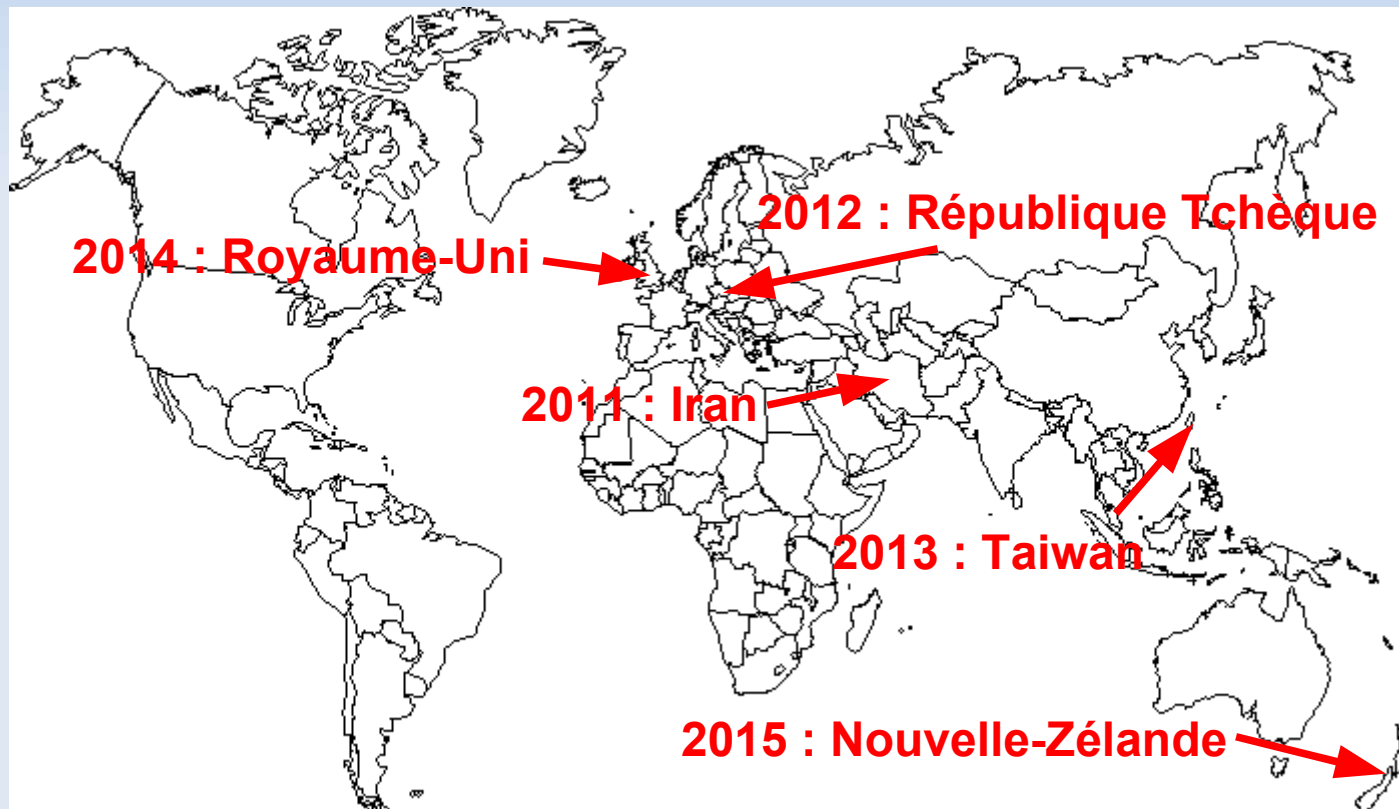 2012 : République Tchèque
2014 : Royaume-Uni
2011 : Iran
2013 : Taiwan
2015 : Nouvelle-Zélande